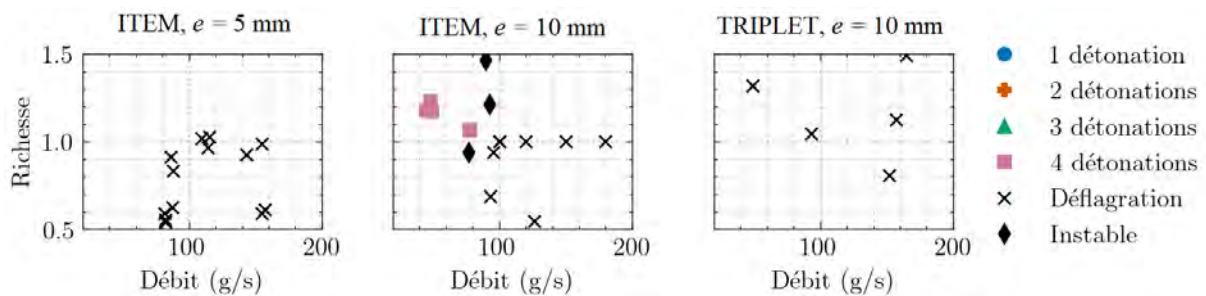 ITEM, e = 5 mm
ITEM, e = 10 mm
TRIPLET, e = 10 mm
Richesse
1.5
1.0
0.5
100
200
100
200
100
200
Débit (g/s)
Débit (g/s)
Débit (g/s)
1 détonation
2 détonations
3 détonations
4 détonations
Déflagration
Instable